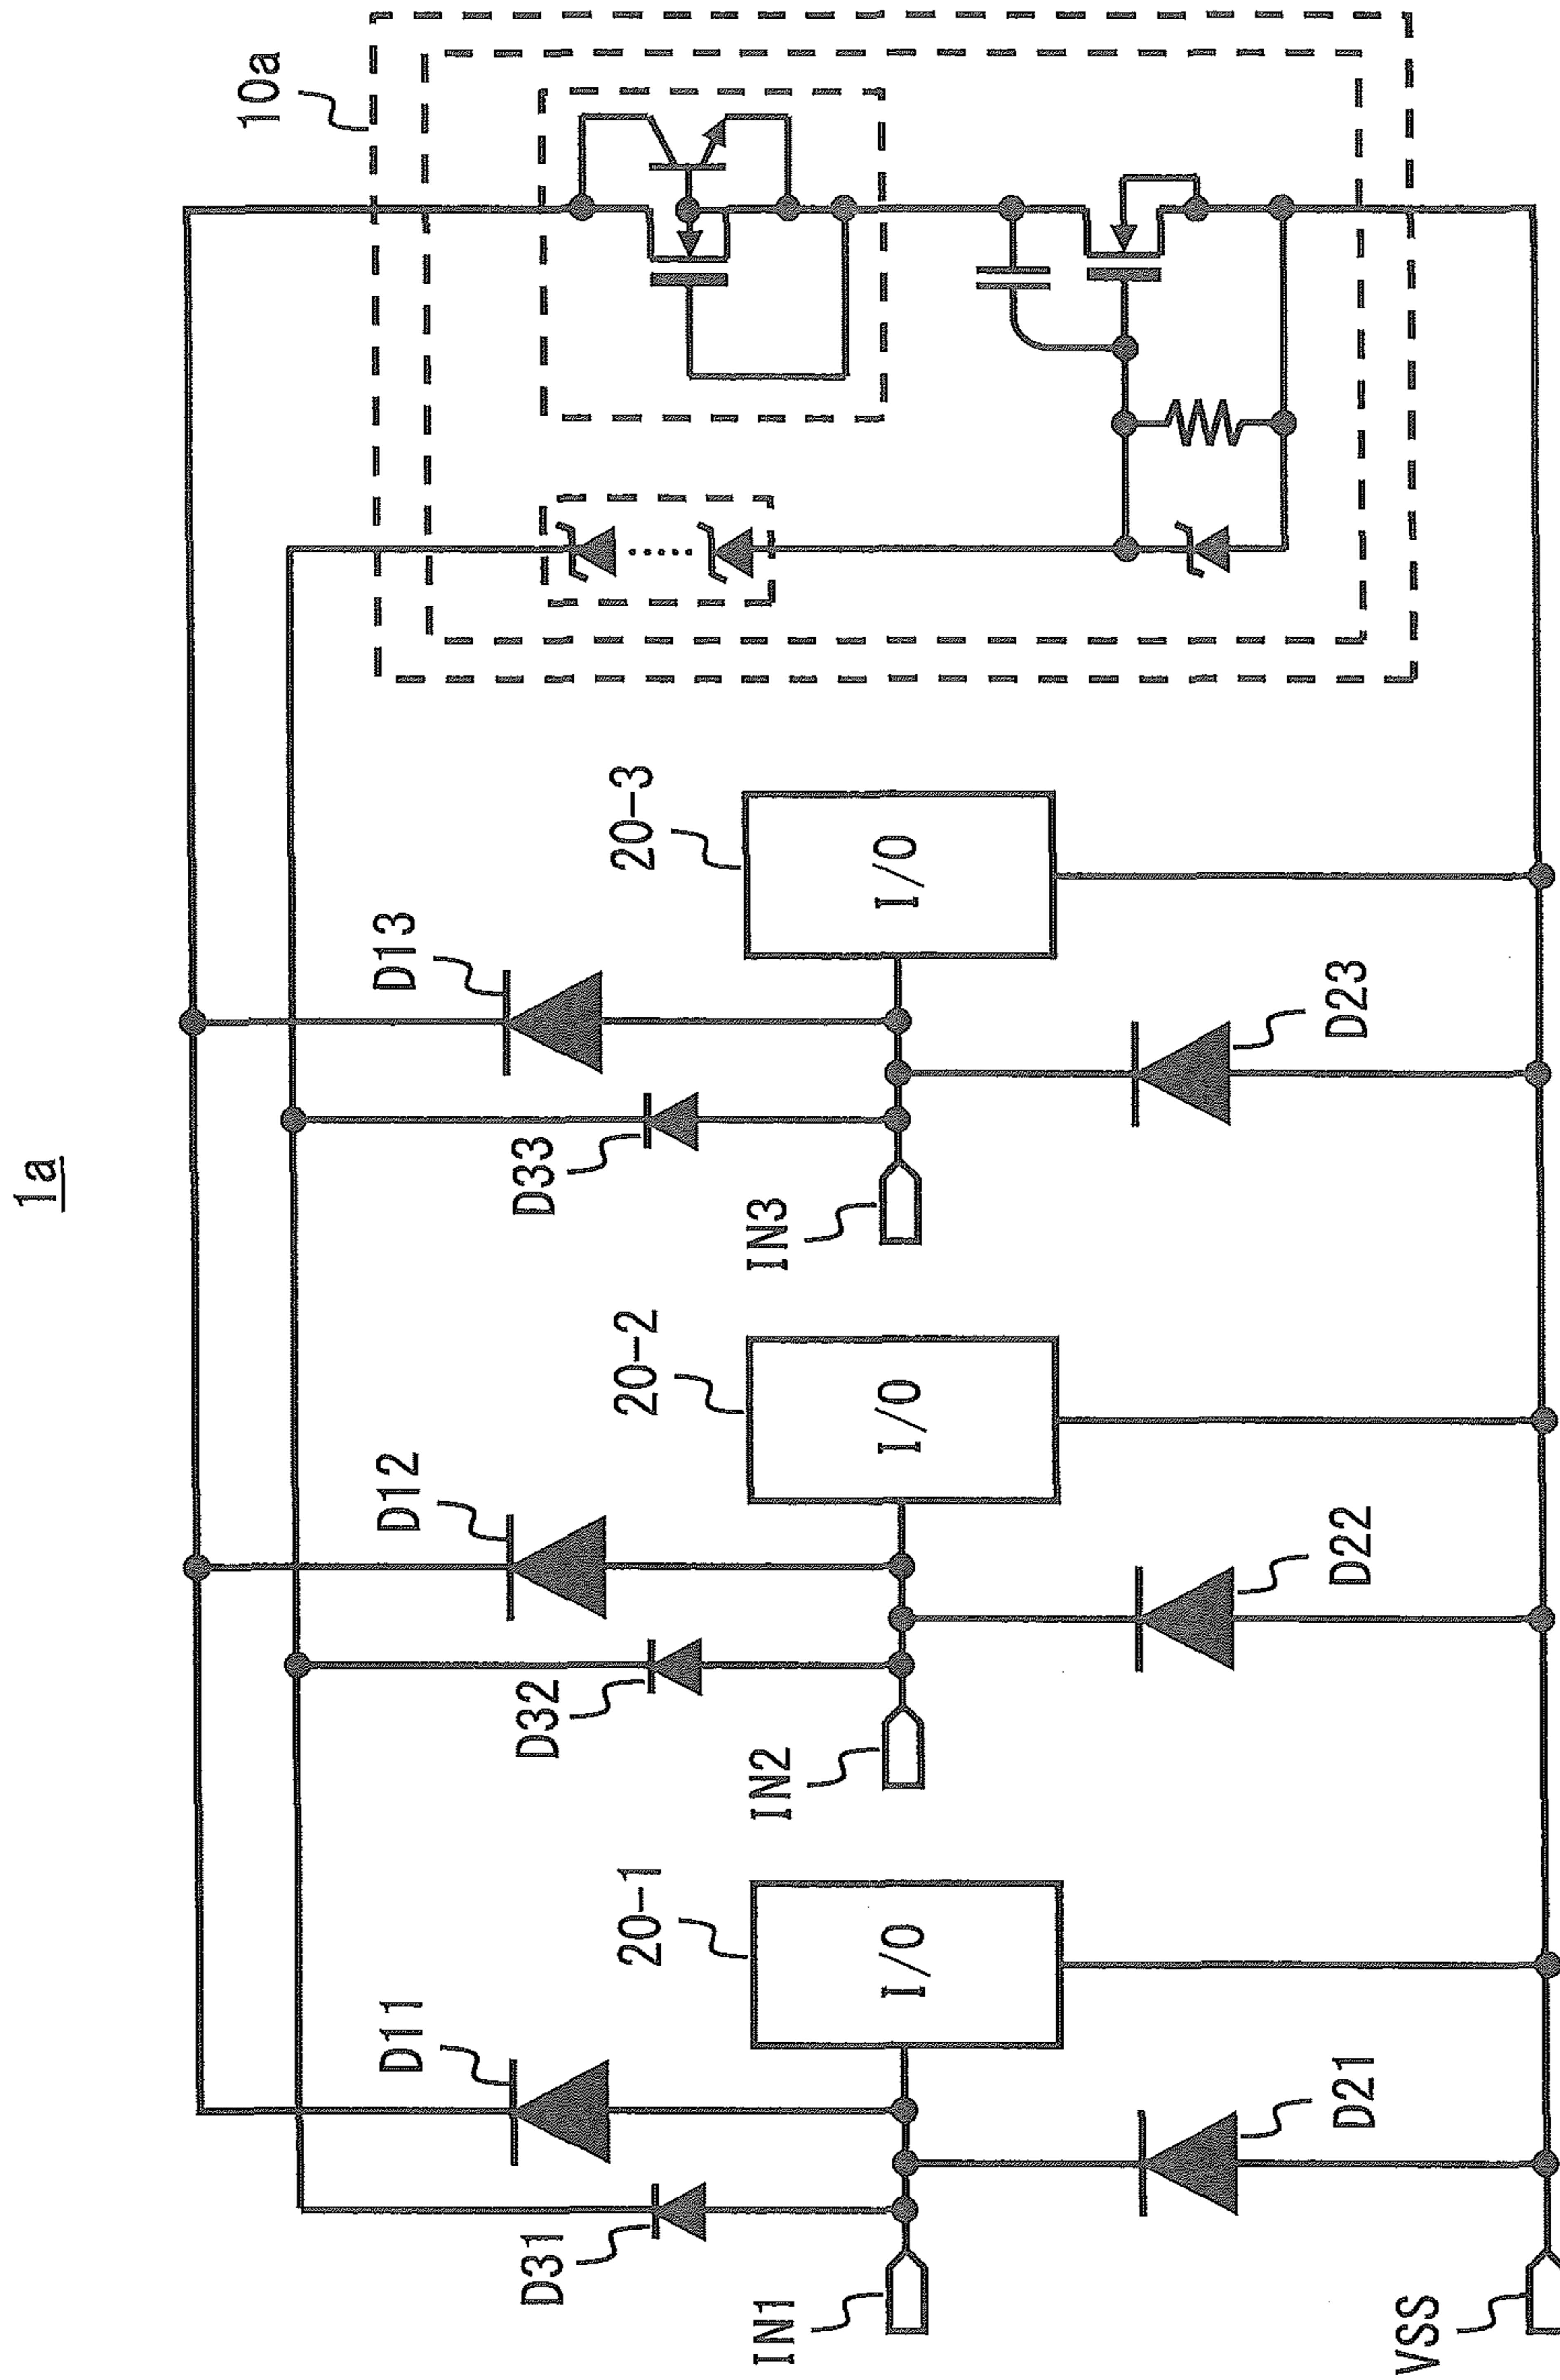 1a
10a
D11
D12
D13
D31
D32
D33
20-1
20-2
20-3
IN1
IN2
IN3
I/O
I/O
I/O
D21
D22
D23
VSS